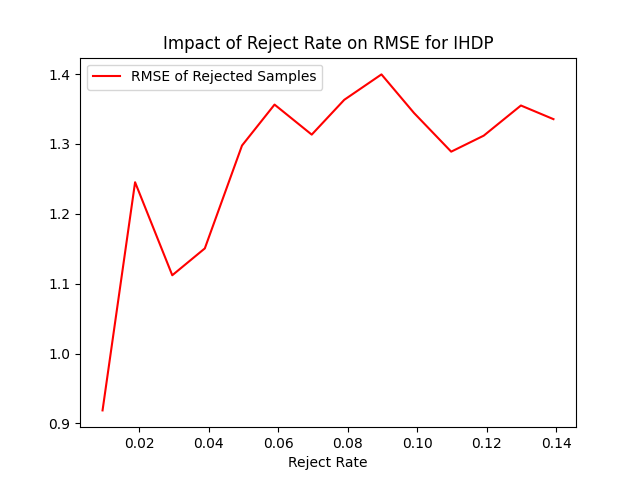 Impact of Reject Rate on RMSE for IHDP
RMSE of Rejected Samples
1.4
1.3
1.2
1.1
1.0
0.9
0.02 0.04 0.06 0.08 0.10 0.12 0.14
Reject Rate